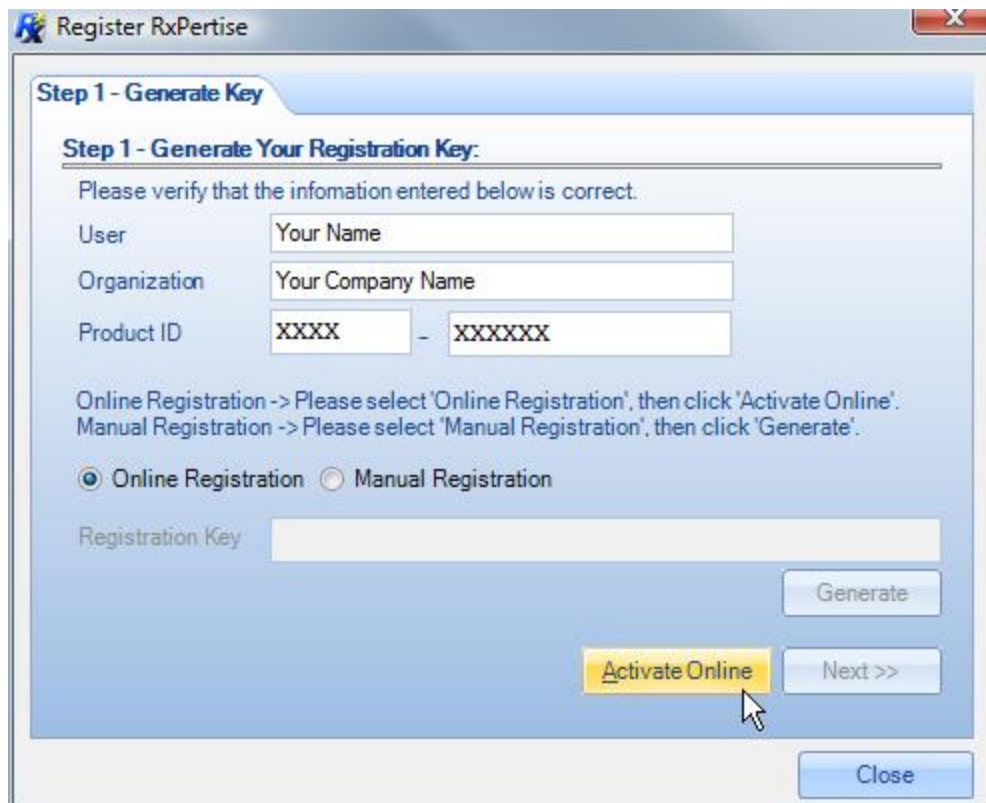 Register RxPertise
Step 1 - Generate Key
Step 1 - Generate Your Registration Key:
Please verify that the infomation entered below is correct.
User Your Name
Organization Your Company Name
Product ID XXXX - XXXXXX
Online Registration -> Please select 'Online Registration', then click 'Activate Online'.
Manual Registration -> Please select 'Manual Registration', then click 'Generate'.
Online Registration Manual Registration
Registration Key
Generate
Activate Online Next >>
Close